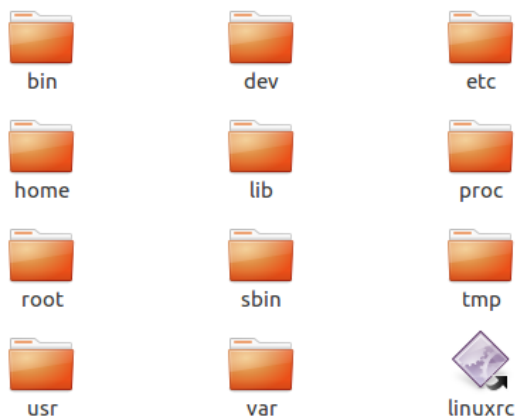 bin dev etc
home lib proc
root sbin tmp
usr var linuxrc